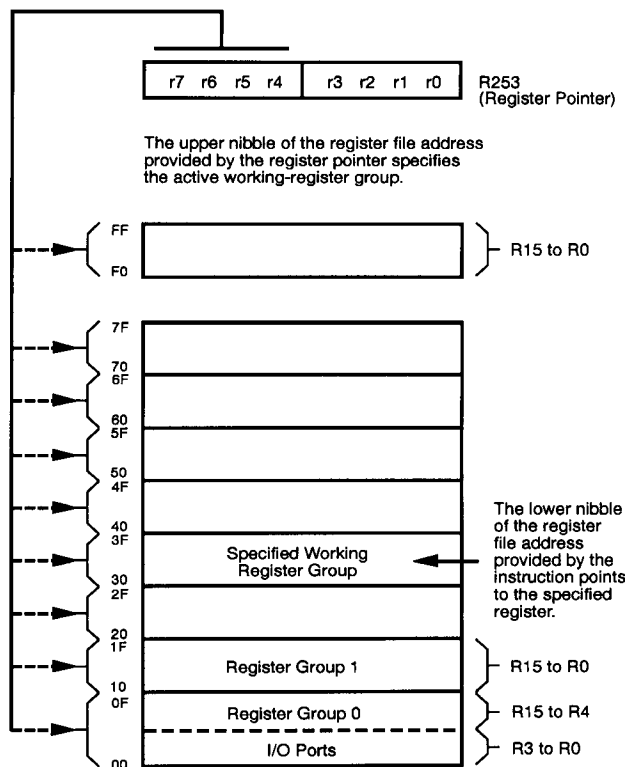 r7 r6 r5 r4 r3 r2 r1 r0
R253
(Register Pointer)
The upper nibble of the register file address
provided by the register pointer specifies
the active working-register group.
FF
F0
R15 to R0
7F
70
6F
60
5F
50
4F
40
3F
Specified Working
Register Group
30
2F
The lower nibble
of the register
file address
provided by the
instruction points
to the specified
register.
20
1F
Register Group 1
R15 to R0
10
0F
Register Group 0
R15 to R4
I/O Ports
R3 to R0
00